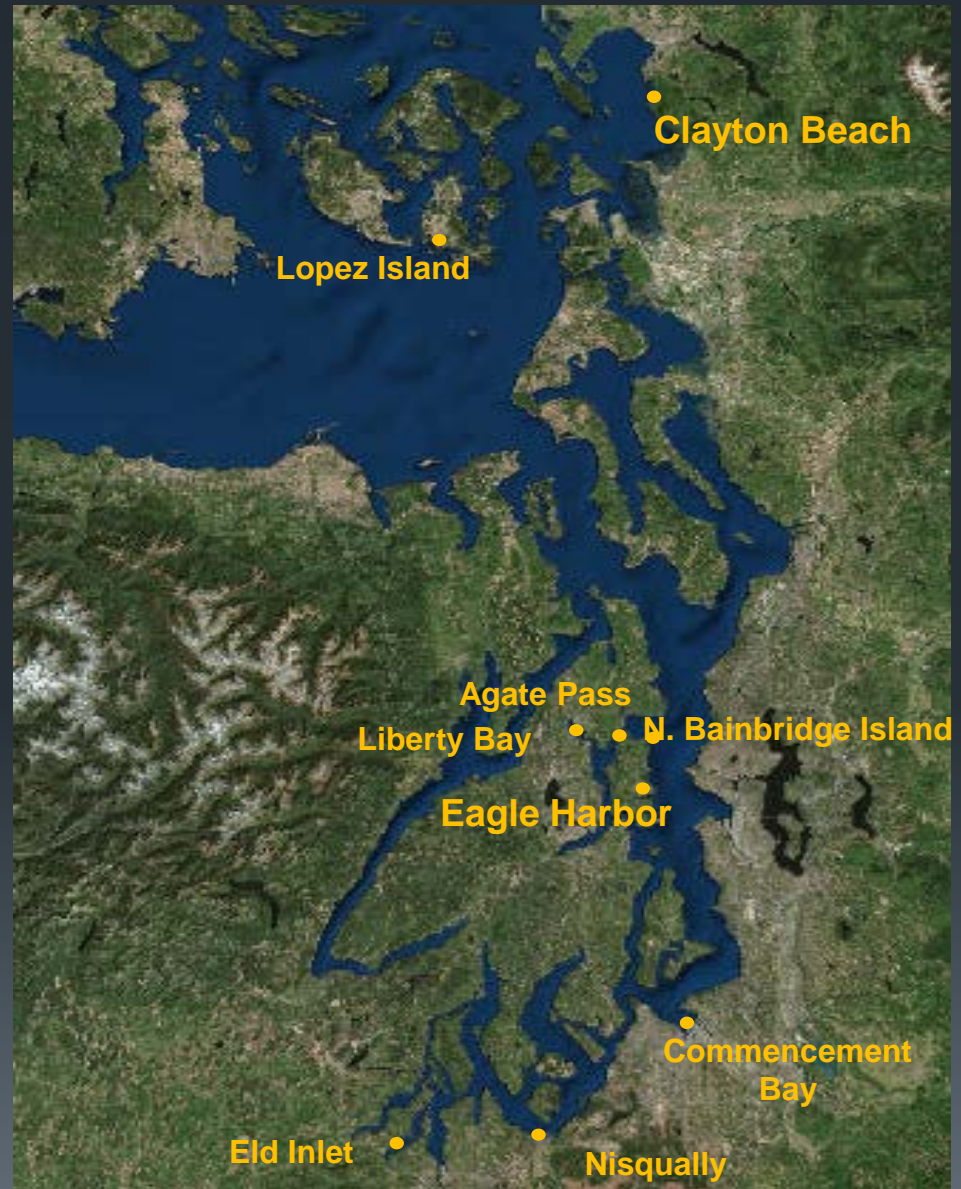 Clayton Beach
Lopez Island
Agate Pass
N. Bainbridge Island
Liberty Bay
Eagle Harbor
Commencement
Bay
Eld Inlet
Nisqually